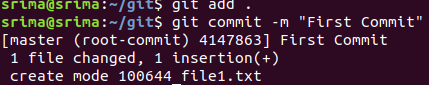 srima@srima:~/git$ git add .
srima@srima:~/git$ git commit -m "First Commit"
[master (root-commit) 4147863] First Commit
 1 file changed, 1 insertion(+)
 create mode 100644 file1.txt